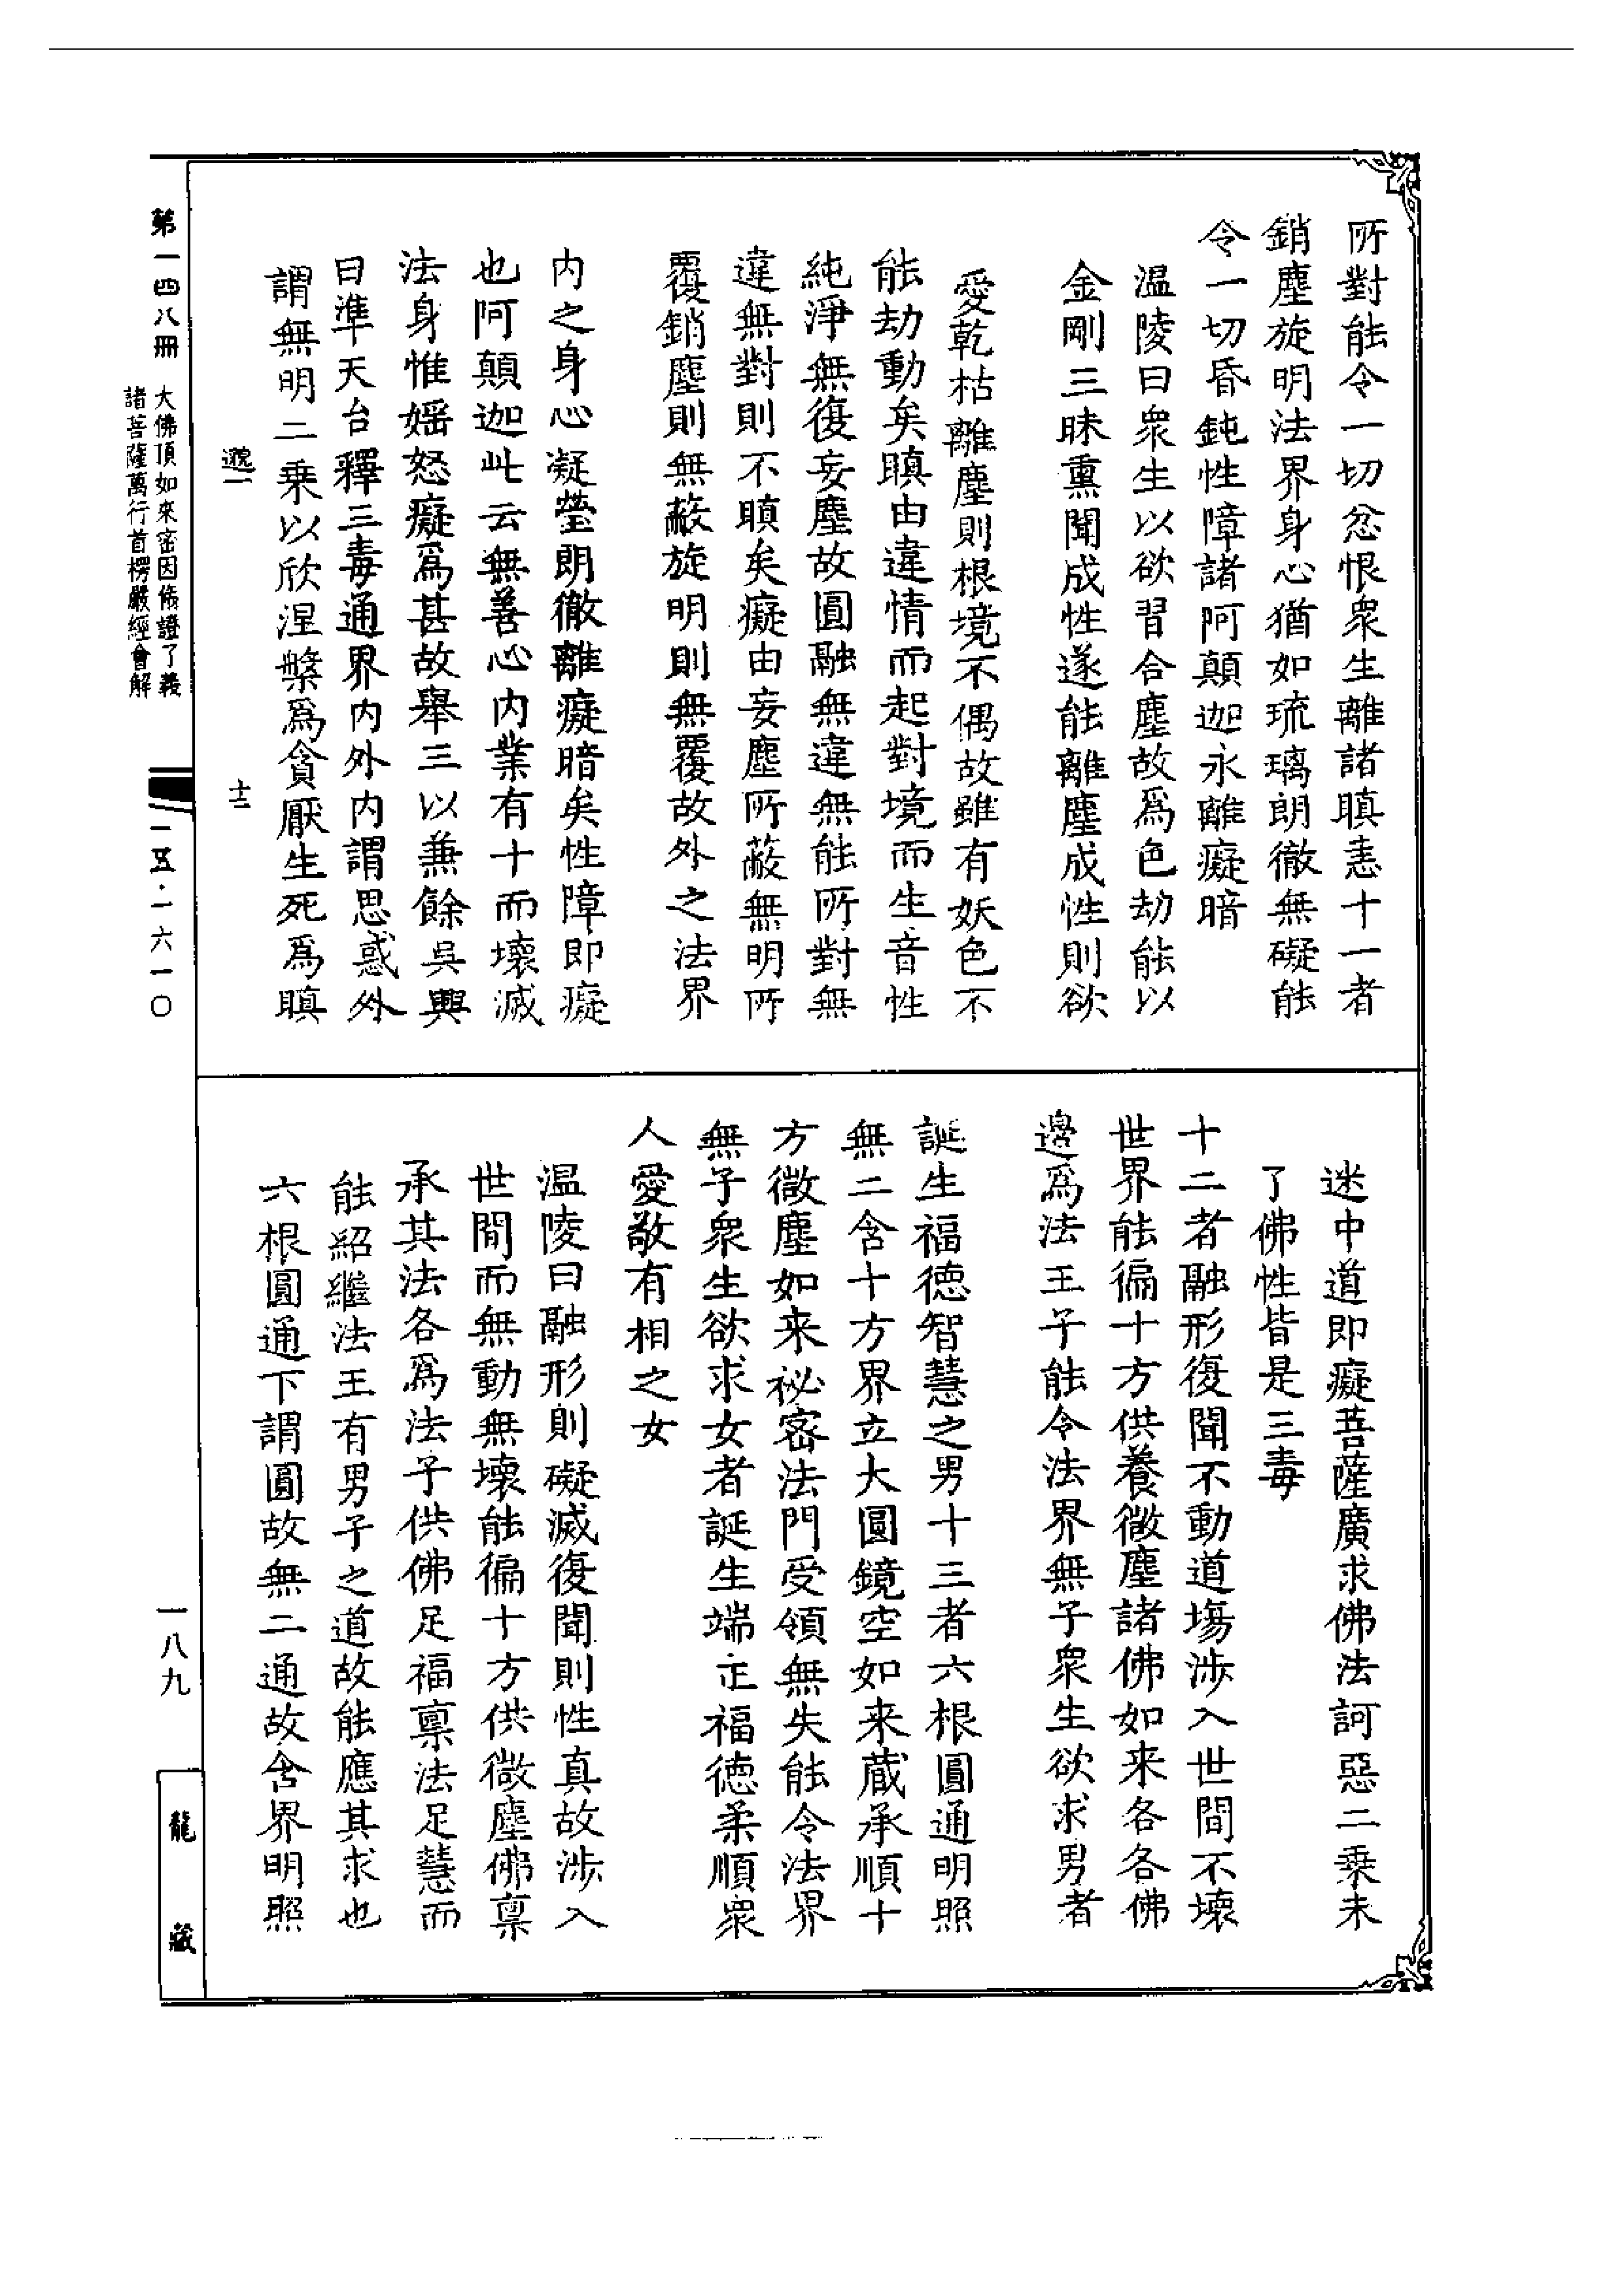 所對能令一切忿恨衆生離諸瞋恚十一者
銷塵旋明法界身心猶如琉璃朗徹無礙能
令一切昏鈍性障諸阿顛迦永離癡暗
温陵曰衆生以欲習合塵故爲色劫能以
金剛三昧熏聞成性遂能離塵成性則欲
愛乾枯離塵則根境不偶故雖有妖色不
能劫動矣瞋由違情而起對境而生音性
純淨無復妄塵故圓融無違無能所對無
違無對則不瞋矣癡由妄塵所蔽無明所
覆銷塵則無蔽旋明則無覆故外之法界
内之身心凝瑩朗徹離癡暗矣性障即癡
也阿顛迦此云無善心内業有十而壞滅
法身惟婬怒癡爲甚故舉三以兼餘吳興
曰準天台釋三毒通界内外内謂思惑外
謂無明二乗以欣涅槃爲貪厭生死爲瞋
迷中道即癡菩薩廣求佛法訶惡二乗未
了佛性皆是三毒
十二者融形復聞不動道塲涉入世間不壞
世界能徧十方供養微塵諸佛如来各各佛
邊爲法王子能令法界無子衆生欲求男者
誕生福德智慧之男十三者六根圓通明照
無二含十方界立大圓鏡空如来蔵承順十
方微塵如来祕密法門受領無失能令法界
無子衆生欲求女者誕生端正福德柔順衆
人愛敬有相之女
温陵曰融形則礙滅復聞則性真故涉入
世間而無動無壞能徧十方供微塵佛禀
承其法各爲法子供佛足福禀法足慧而
能紹繼法王有男子之道故能應其求也
六根圓通下謂圓故無二通故含界明照
第一四八冊
大佛頂如來密因脩證了義
諸菩薩萬行首楞嚴經會解
十二
一五·一六一〇
一八九
龍藏